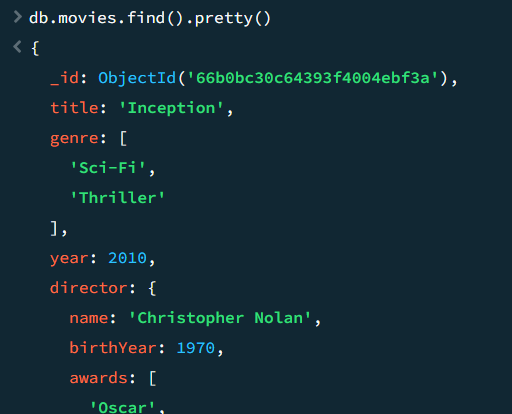 > db.movies.find().pretty()
< {
_id: ObjectId('66b0bc30c64393f4004ebf3a'),
title: 'Inception',
genre: [
'Sci-Fi',
'Thriller'
],
year: 2010,
director: {
name: 'Christopher Nolan',
birthYear: 1970,
awards: [
'Oscar',